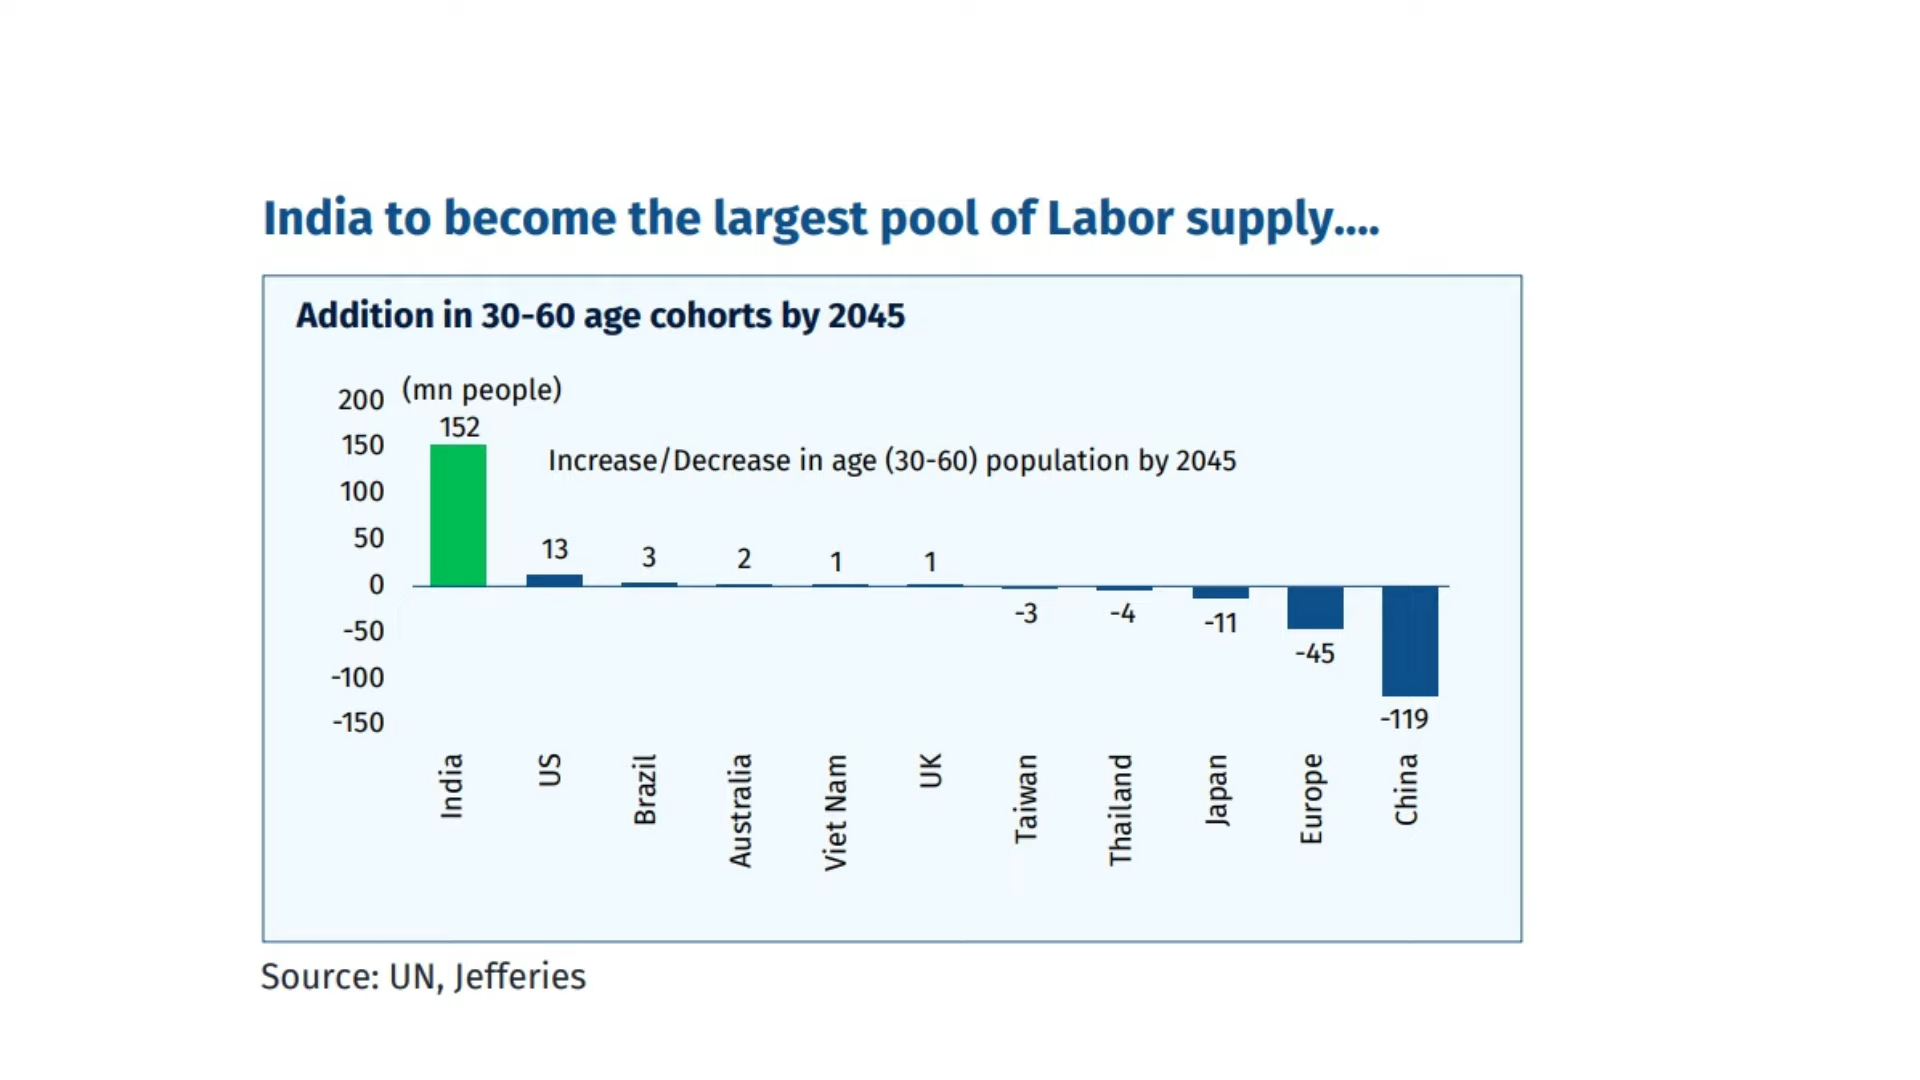 India to become the largest pool of Labor supply....
Addition in 30-60 age cohorts by 2045
(mn people)
200
150
100
50
0
-50
-100
-150
Increase/Decrease in age (30-60) population by 2045
152
13
3
2
1
1
-3
-4
-11
-45
-119
India
US
Brazil
Australia
Viet Nam
UK
Taiwan
Thailand
Japan
Europe
China
Source: UN, Jefferies